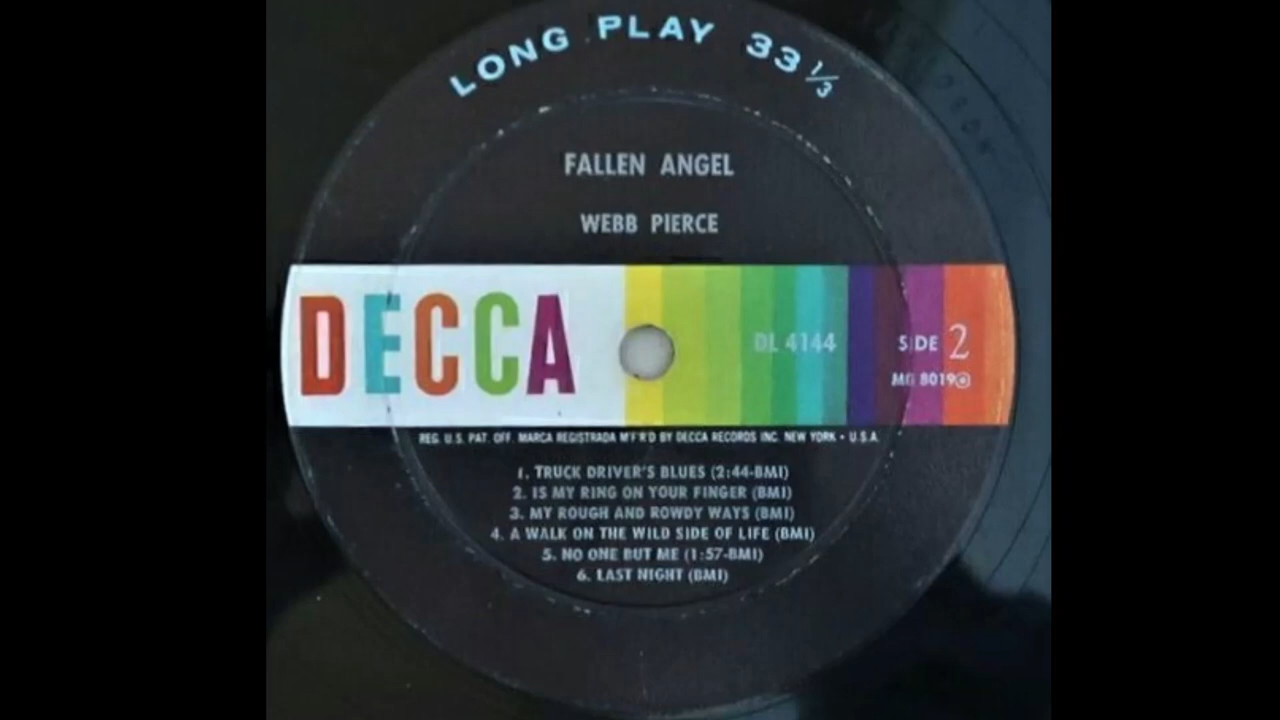 LONG PLAY 33 1/3
FALLEN ANGEL
WEBB PIERCE
DECCA
DL 4144
SIDE 2
MG 8019
REG. U.S. PAT. OFF. MARCA REGISTRADA M'F'R'D BY DECCA RECORDS INC. NEW YORK • U.S.A.
1. TRUCK DRIVER'S BLUES (2:44-BMI)
2. IS MY RING ON YOUR FINGER (BMI)
3. MY ROUGH AND ROWDY WAYS (BMI)
4. A WALK ON THE WILD SIDE OF LIFE (BMI)
5. NO ONE BUT ME (1:57-BMI)
6. LAST NIGHT (BMI)